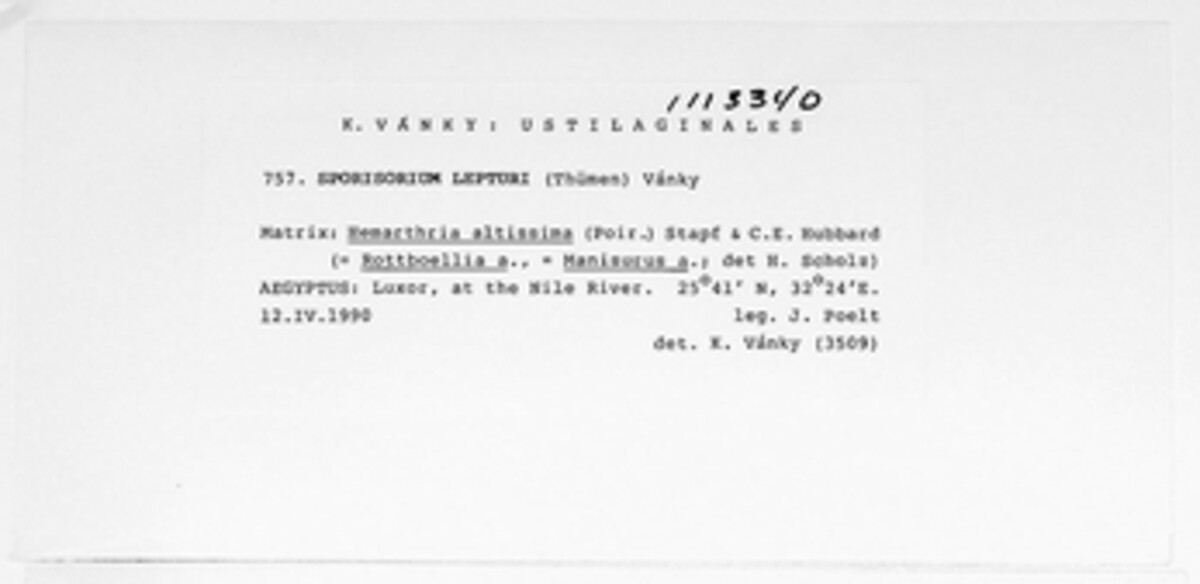 1113340
K. VÁNKY: USTILAGINALES
757. SPORISORIUM LEPTURI (Thümen) Vánky
Matrix: Hemarthria altissima (Poir.) Stapf & C.E. Hubbard
(= Rottboellia a., = Manisurus a.; det H. Scholz)
AEGYPTUS: Luxor, at the Nile River. 25°41' N, 32°24'E.
12.IV.1990 leg. J. Poelt
det. K. Vánky (3509)